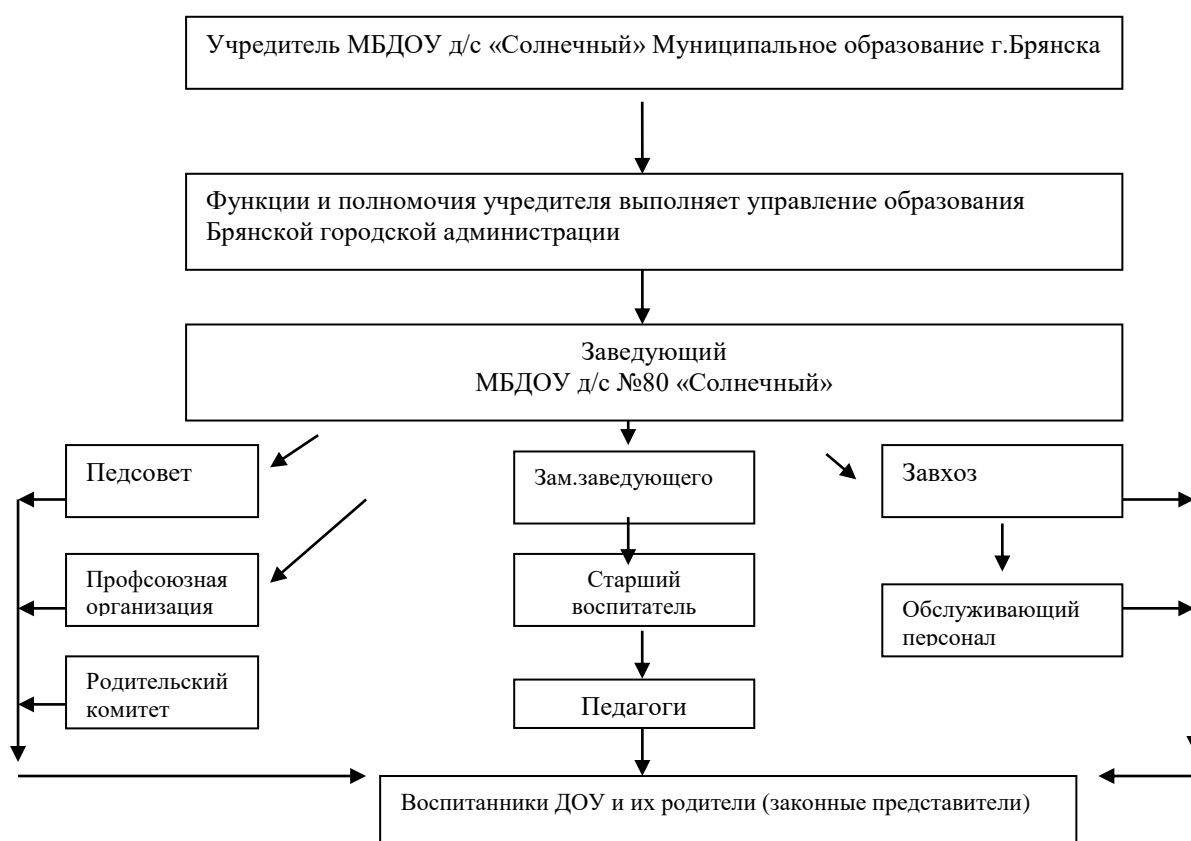 Учредитель МБДОУ д/с «Солнечный» Муниципальное образование г.Брянска
Функции и полномочия учредителя выполняет управление образования
Брянской городской администрации
Заведующий
МБДОУ д/с №80 «Солнечный»
Педсовет
Зам.заведующего
Завхоз
Профсоюзная
организация
Старший
воспитатель
Обслуживающий
персонал
Родительский
комитет
Педагоги
Воспитанники ДОУ и их родители (законные представители)